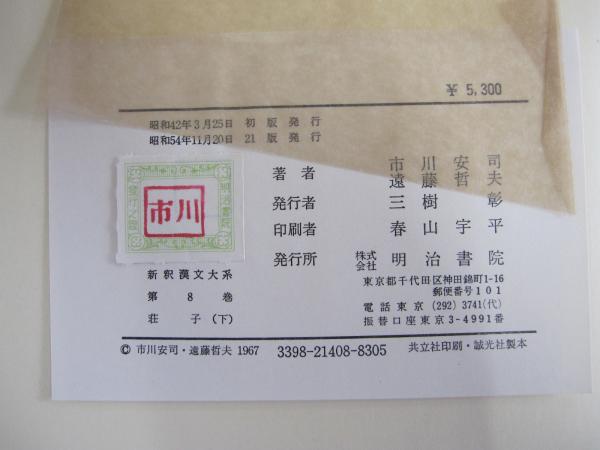 ¥ 5,300
昭和42年3月25日 初版発行
昭和54年11月20日 21版発行
著者 市川安司
遠藤哲夫
発行者 三樹彰
印刷者 春山宇平
発行所 株式会社 明治書院
東京都千代田区神田錦町1-16
郵便番号101
電話東京 (292) 3741(代)
振替口座東京3-4991番
市川
新釈漢文大系
第8巻
荘子(下)
© 市川安司・遠藤哲夫 1967 3398-21408-8305 共立社印刷・誠光社製本